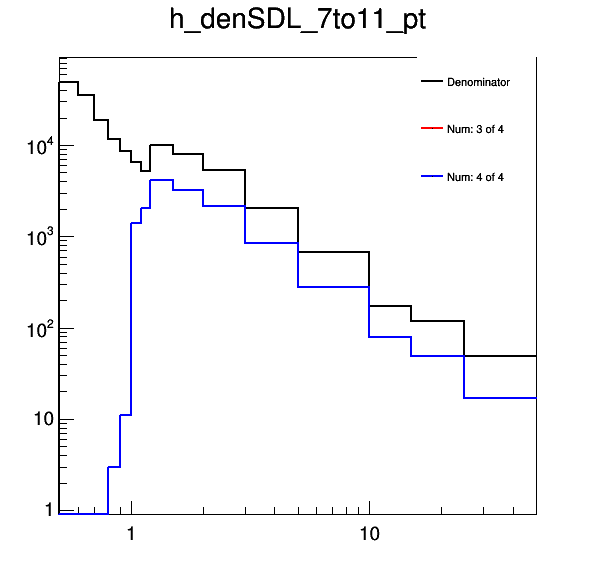 h_denSDL_7to11_pt
Denominator
Num: 3 of 4
Num: 4 of 4
10^4
10^3
10^2
10
1
1
10